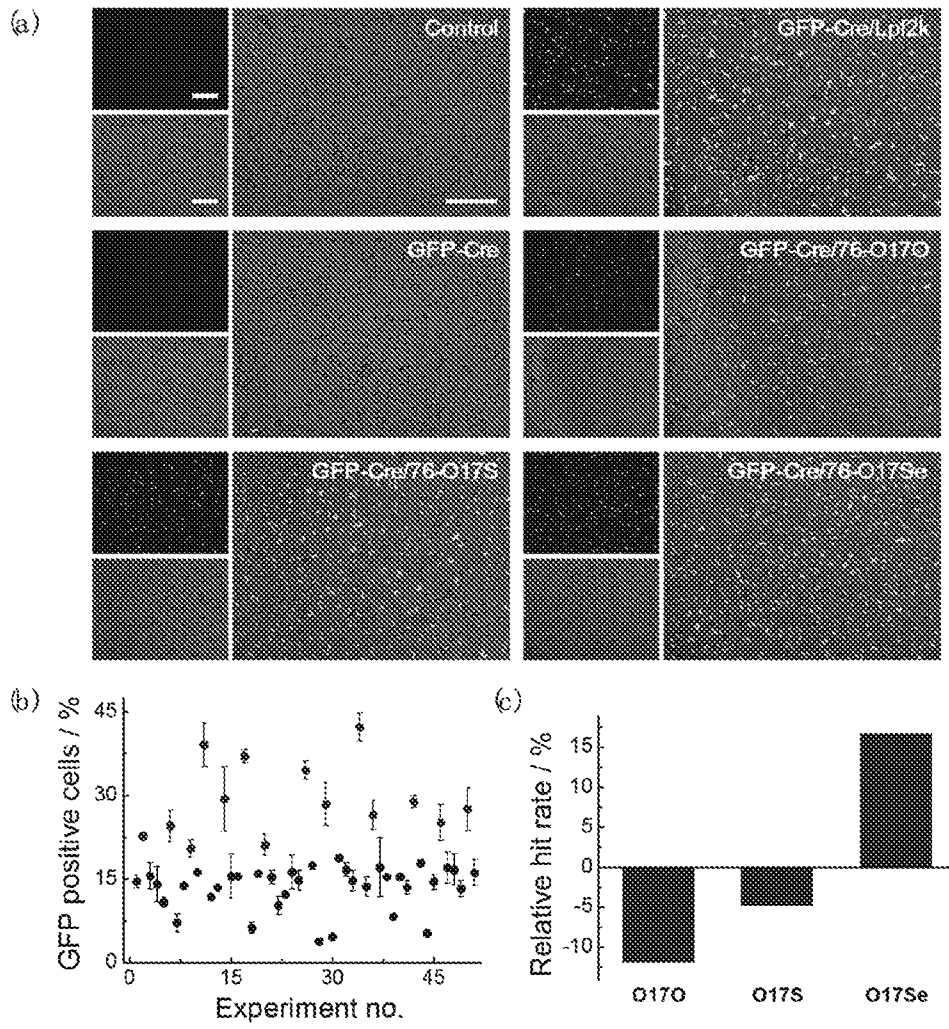 (a)
Control
GFP-Cre/Lpf2k
GFP-Cre
GFP-Cre/76-O17O
GFP-Cre/76-O17S
GFP-Cre/76-O17Se
(b)
GFP positive cells / %
45
30
15
0
0
15
30
45
Experiment no.
(c)
Relative hit rate / %
15
10
5
0
-5
-10
O17O
O17S
O17Se